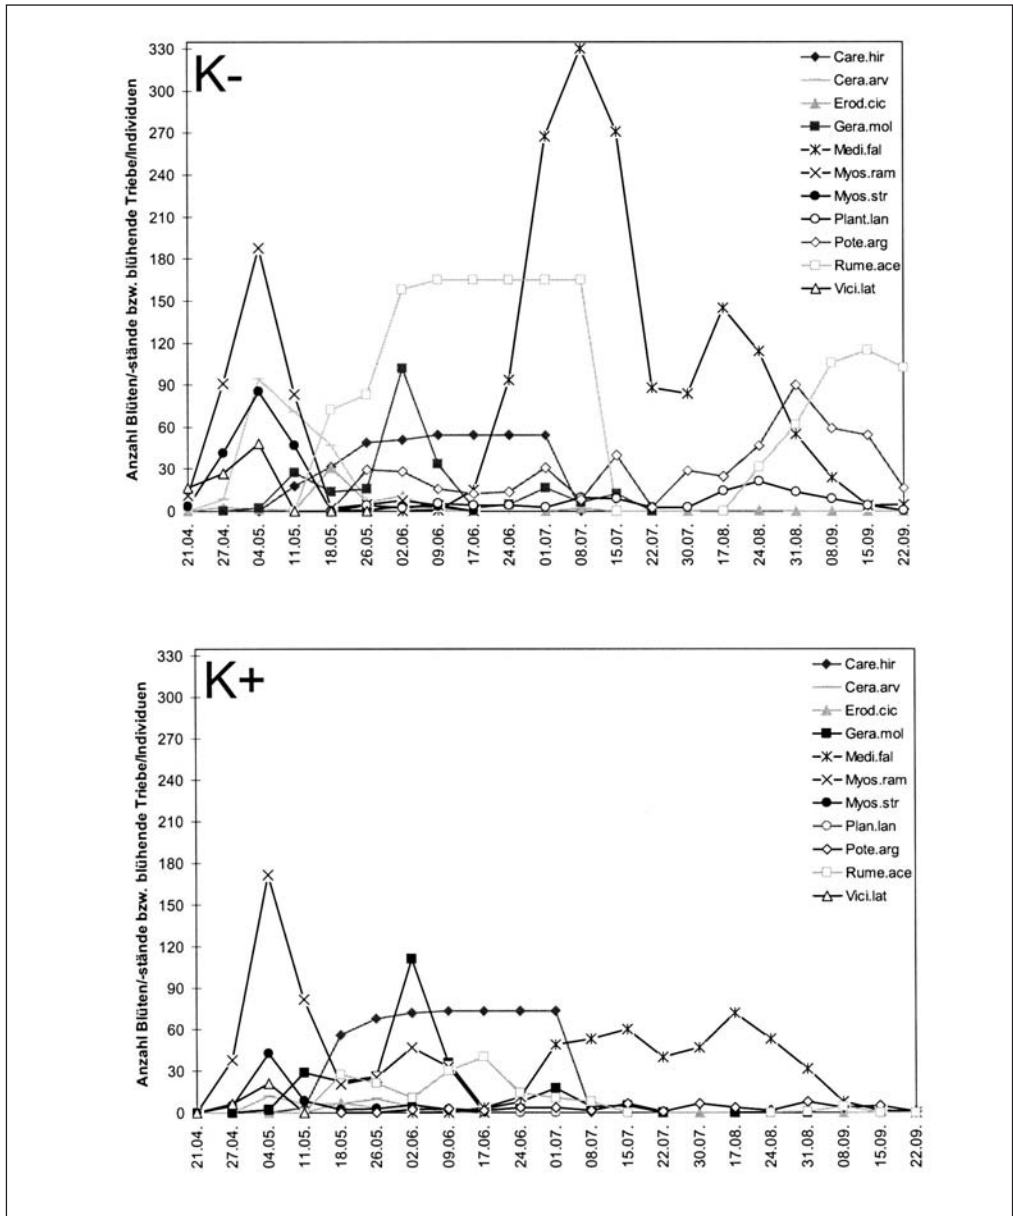 K-
Anzahl Blüten/-stände bzw. blühende Triebe/Individuen
330
300
270
240
210
180
150
120
90
60
30
0
21.04.
27.04.
04.05.
11.05.
18.05.
26.05.
02.06.
09.06.
17.06.
24.06.
01.07.
08.07.
15.07.
22.07.
30.07.
17.08.
24.08.
31.08.
08.09.
15.09.
22.09.
Care.hir
Cera.arv
Erod.cic
Gera.mol
Medi.fal
Myos.ram
Myos.str
Plant.lan
Pote.arg
Rume.ace
Vici.lat
K+
Anzahl Blüten/-stände bzw. blühende Triebe/Individuen
330
300
270
240
210
180
150
120
90
60
30
0
21.04.
27.04.
04.05.
11.05.
18.05.
26.05.
02.06.
09.06.
17.06.
24.06.
01.07.
08.07.
15.07.
22.07.
30.07.
17.08.
24.08.
31.08.
08.09.
15.09.
22.09.
Care.hir
Cera.arv
Erod.cic
Gera.mol
Medi.fal
Myos.ram
Myos.str
Plan.lan
Pote.arg
Rume.ace
Vici.lat